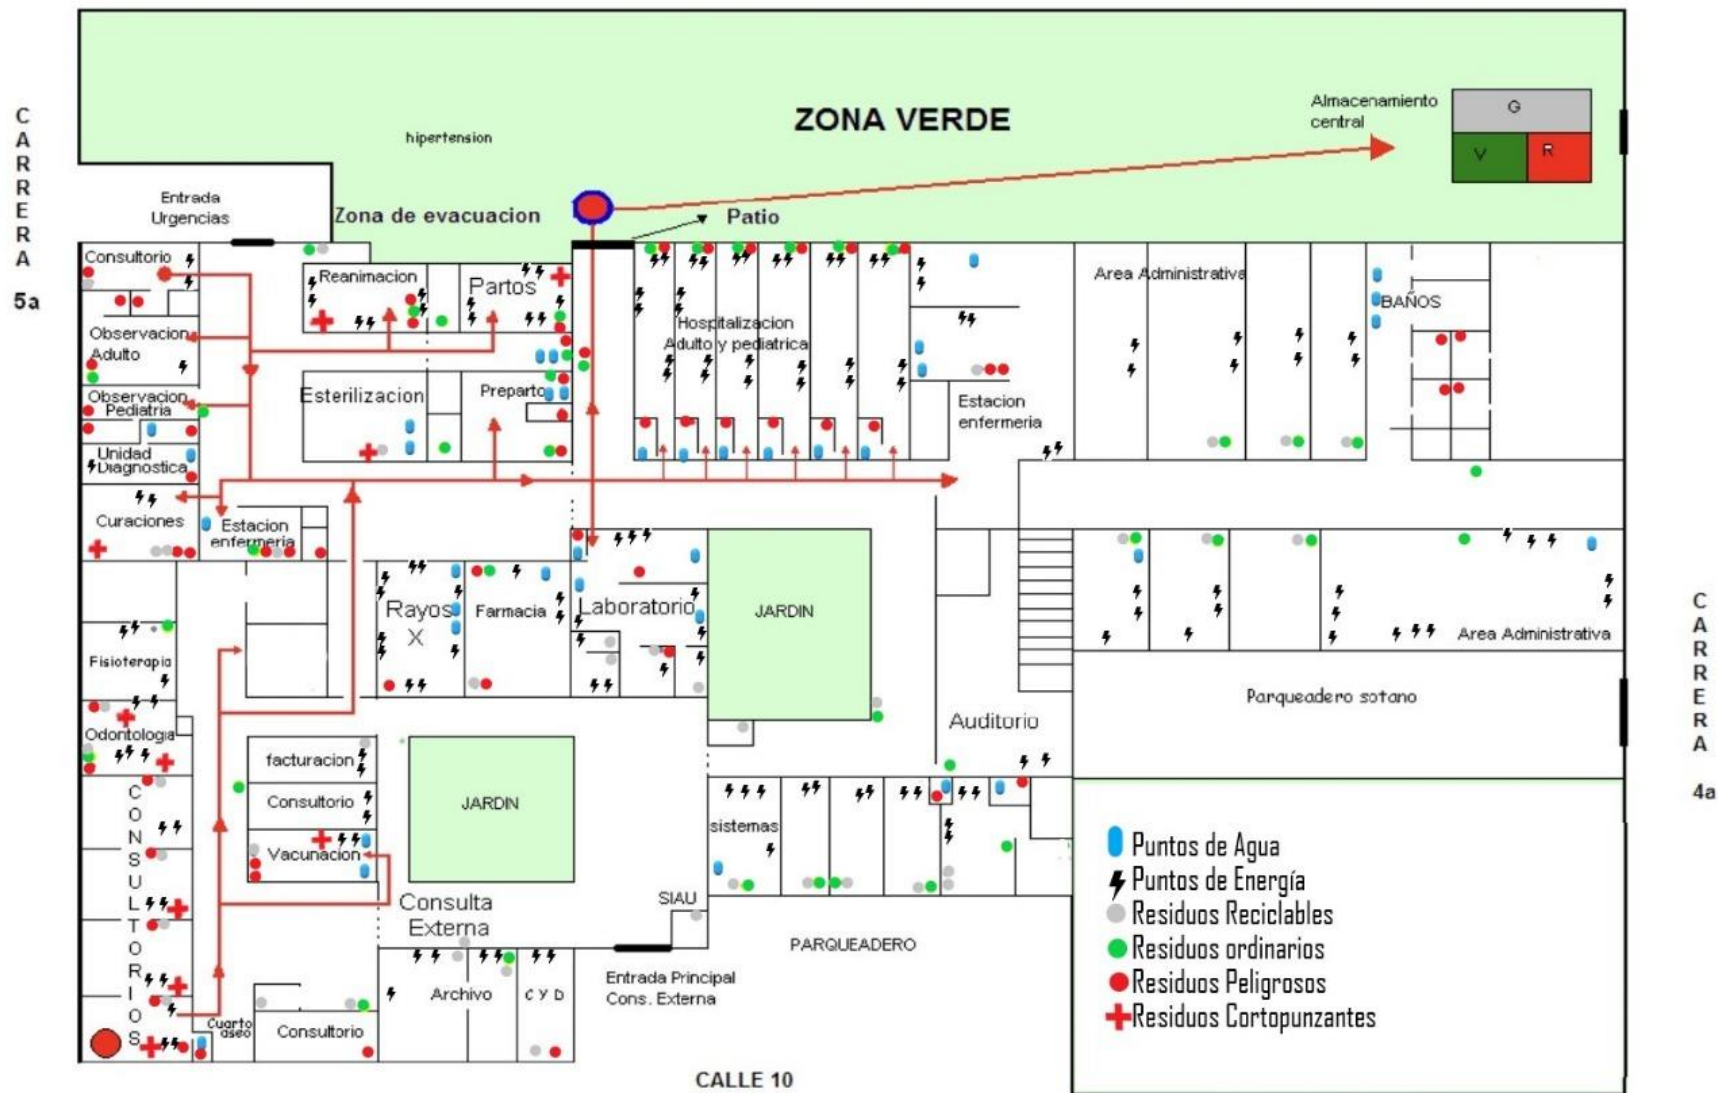 ZONA VERDE
hipertension
Almacenamiento
central
G
V
R
CARRERA
5a
Entrada
Urgencias
Zona de evacuacion
Patio
Consultorio
Reanimacion
Partos
Area Administrativa
BAÑOS
Observacion
Adulto
Hospitalizacion
Adulto y pediatrica
Observacion
Pediatria
Esterilizacion
Preparto
Estacion
enfermeria
Unidad
Diagnostica
Curaciones
Estacion
enfermeria
Rayos
X
Farmacia
Laboratorio
JARDIN
Area Administrativa
CARRERA
4a
Fisioterapia
Parqueadero sotano
Auditorio
Odontologia
facturacion
Consultorio
JARDIN
Vacunacion
sistemas
CONSULTORIOS
Consulta
Externa
SIAU
PARQUEADERO
Entrada Principal
Cons. Externa
Archivo
C Y D
Cuarto
aseo
Consultorio
Puntos de Agua
Puntos de Energía
Residuos Reciclables
Residuos ordinarios
Residuos Peligrosos
Residuos Cortopunzantes
CALLE 10